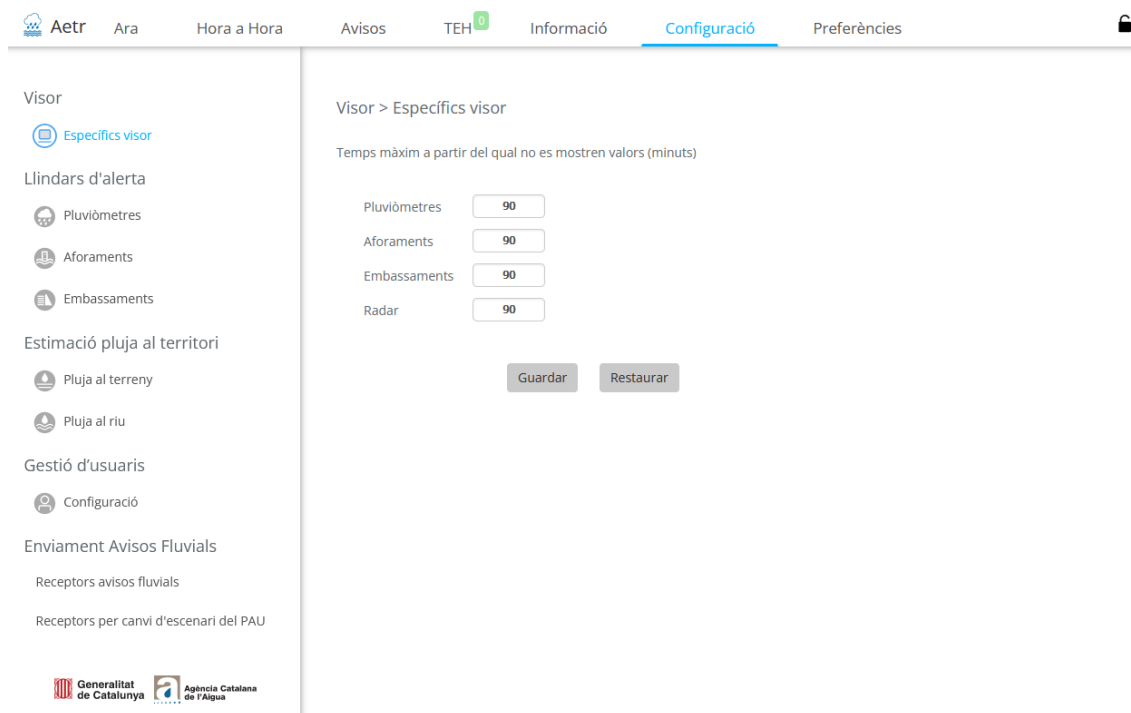 Aetr Ara Hora a Hora Avisos TEH 0 Informació Configuració Preferències
Visor
Específics visor
Llindars d'alerta
Pluviòmetres
Aforaments
Embassaments
Estimació pluja al territori
Pluja al terreny
Pluja al riu
Gestió d’usuaris
Configuració
Enviament Avisos Fluvials
Receptors avisos fluvials
Receptors per canvi d'escenari del PAU
Generalitat
de Catalunya
Agència Catalana
de l'Aigua
Visor > Específics visor
Temps màxim a partir del qual no es mostren valors (minuts)
Pluviòmetres 90
Aforaments 90
Embassaments 90
Radar 90
Guardar Restaurar